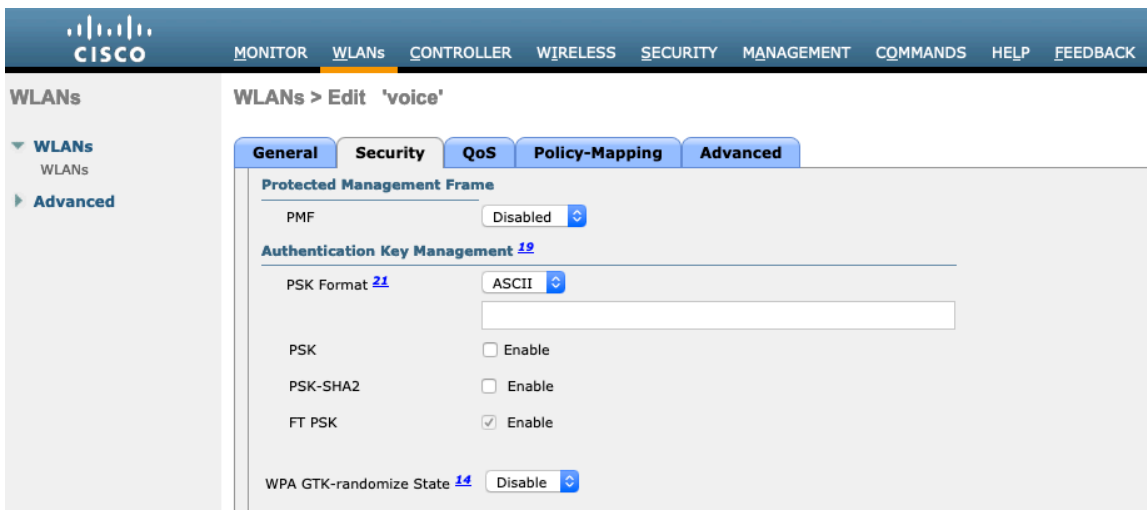 CISCO
MONITOR WLANs CONTROLLER WIRELESS SECURITY MANAGEMENT COMMANDS HELP FEEDBACK
WLANs
WLANs > Edit 'voice'
WLANs
WLANs
Advanced
General Security QoS Policy-Mapping Advanced
Protected Management Frame
PMF Disabled
Authentication Key Management 19
PSK Format 21 ASCII
PSK Enable
PSK-SHA2 Enable
FT PSK Enable
WPA GTK-randomize State 14 Disable